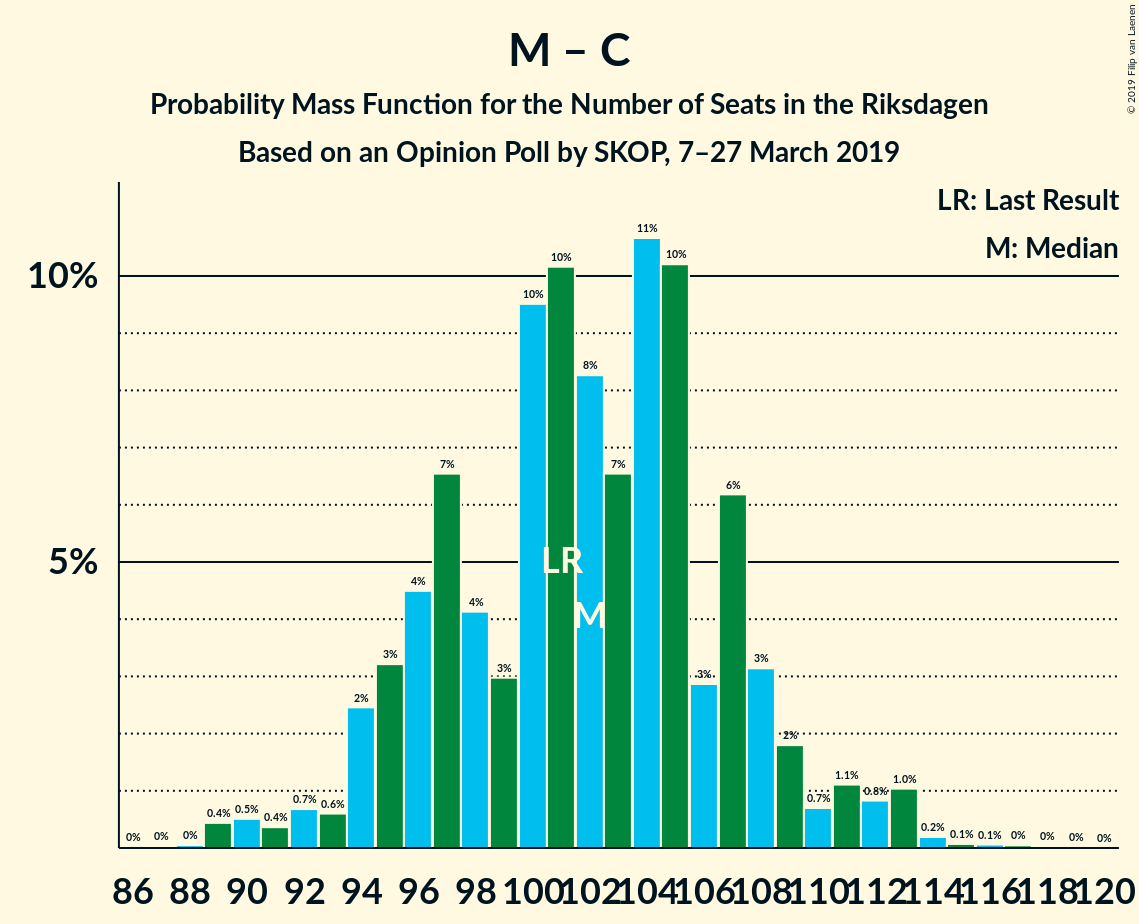 M – C
Probability Mass Function for the Number of Seats in the Riksdagen
Based on an Opinion Poll by SKOP, 7–27 March 2019
© 2019 Filip van Laenen
LR: Last Result
M: Median
10%
5%
0% 0% 0% 0.4% 0.5% 0.4% 0.7% 0.6% 2% 3% 4% 7% 4% 3% 10% 10% 8% 7% 11% 10% 3% 6% 3% 2% 0.7% 1.1% 0.8% 1.0% 0.2% 0.1% 0.1% 0% 0% 0% 0%
LR
M
86 88 90 92 94 96 98 100 102 104 106 108 110 112 114 116 118 120